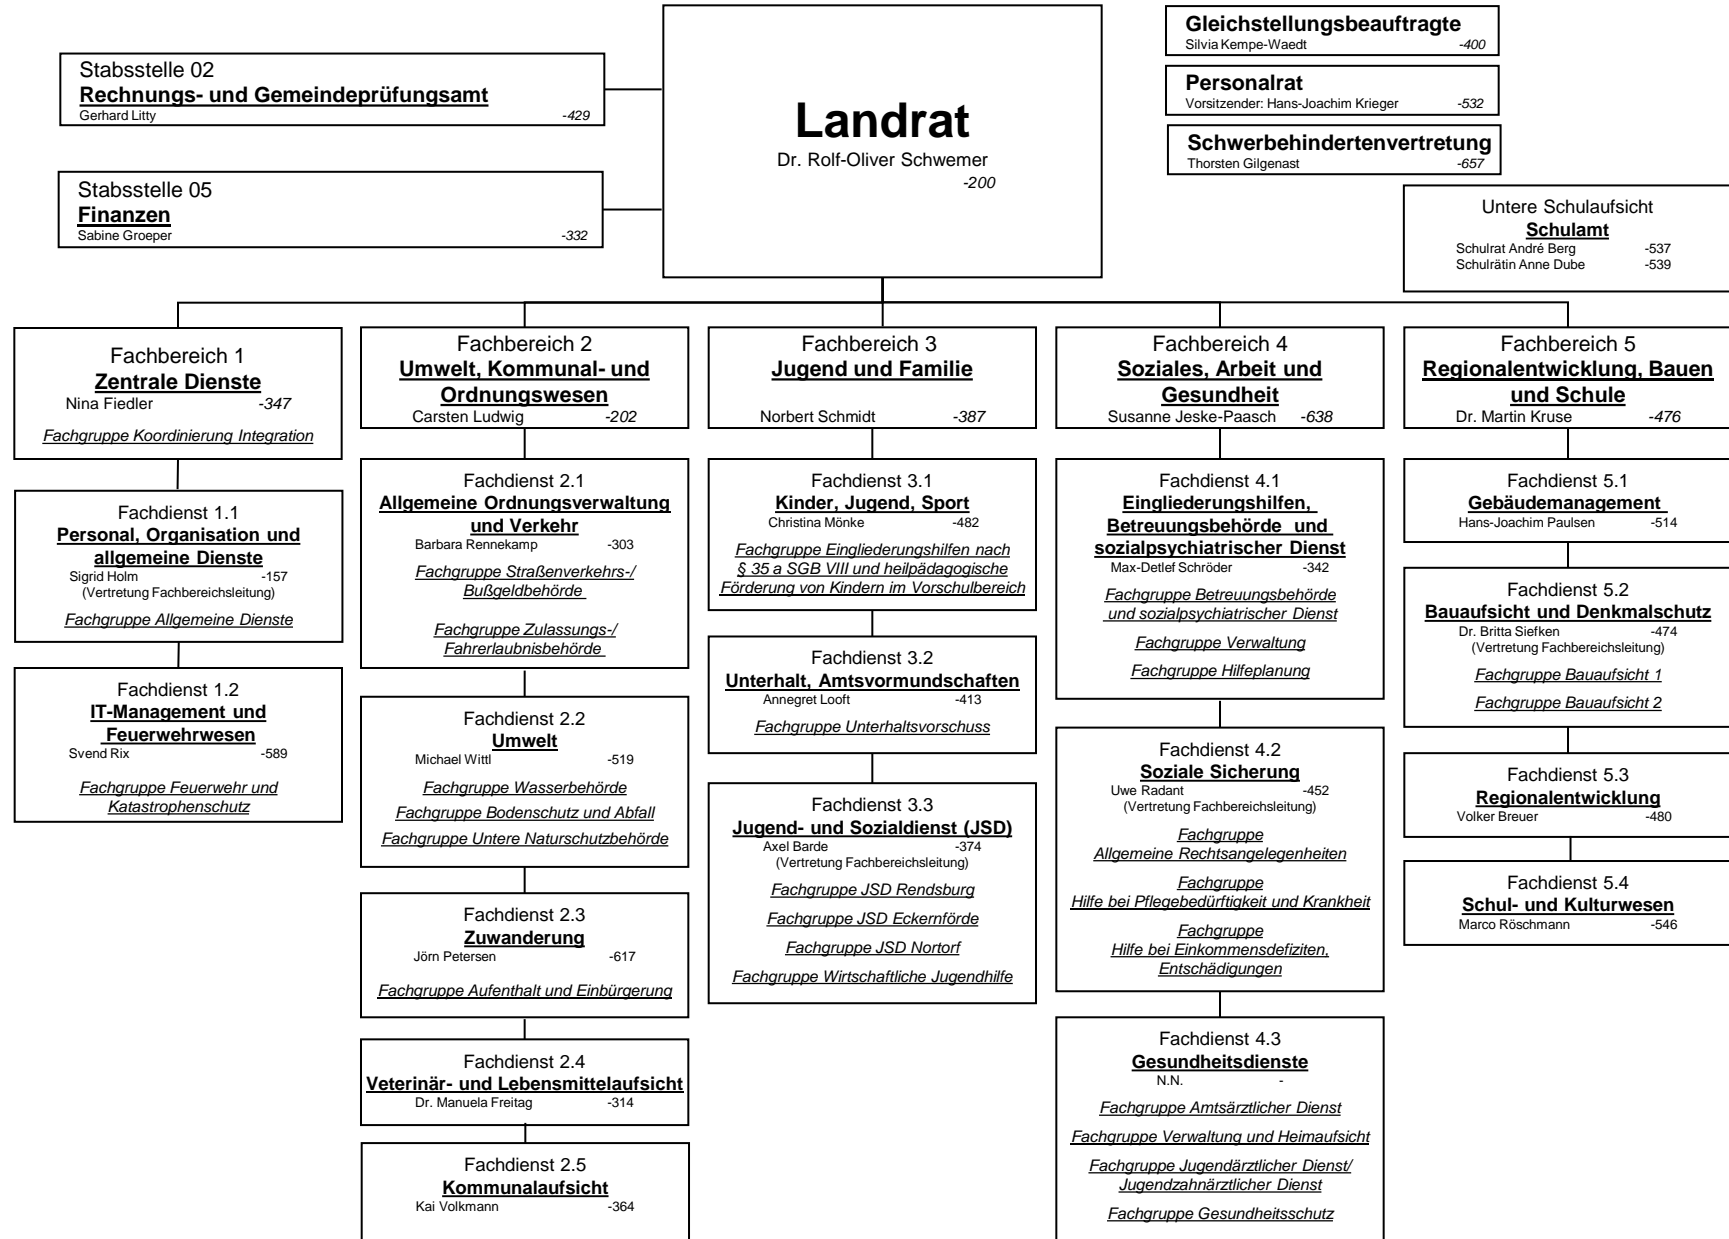 Stabsstelle 02
Rechnungs- und Gemeindeprüfungsamt
Gerhard Litty -429
Stabsstelle 05
Finanzen
Sabine Groeper -332
Landrat
Dr. Rolf-Oliver Schwemer
-200
Gleichstellungsbeauftragte
Silvia Kempe-Waedt -400
Personalrat
Vorsitzender: Hans-Joachim Krieger -532
Schwerbehindertenvertretung
Thorsten Gilgenast -657
Untere Schulaufsicht
Schulamt
Schulrat André Berg -537
Schulrätin Anne Dube -539
Fachbereich 1
Zentrale Dienste
Nina Fiedler -347
Fachgruppe Koordinierung Integration
Fachdienst 1.1
Personal, Organisation und
allgemeine Dienste
Sigrid Holm -157
(Vertretung Fachbereichsleitung)
Fachgruppe Allgemeine Dienste
Fachdienst 1.2
IT-Management und
Feuerwehrwesen
Svend Rix -589
Fachgruppe Feuerwehr und
Katastrophenschutz
Fachbereich 2
Umwelt, Kommunal- und
Ordnungswesen
Carsten Ludwig -202
Fachdienst 2.1
Allgemeine Ordnungsverwaltung
und Verkehr
Barbara Rennekamp -303
Fachgruppe Straßenverkehrs-/
Bußgeldbehörde
Fachgruppe Zulassungs-/
Fahrerlaubnisbehörde
Fachdienst 2.2
Umwelt
Michael Wittl -519
Fachgruppe Wasserbehörde
Fachgruppe Bodenschutz und Abfall
Fachgruppe Untere Naturschutzbehörde
Fachdienst 2.3
Zuwanderung
Jörn Petersen -617
Fachgruppe Aufenthalt und Einbürgerung
Fachdienst 2.4
Veterinär- und Lebensmittelaufsicht
Dr. Manuela Freitag -314
Fachdienst 2.5
Kommunalaufsicht
Kai Volkmann -364
Fachbereich 3
Jugend und Familie
Norbert Schmidt -387
Fachdienst 3.1
Kinder, Jugend, Sport
Christina Mönke -482
Fachgruppe Eingliederungshilfen nach
§ 35 a SGB VIII und heilpädagogische
Förderung von Kindern im Vorschulbereich
Fachdienst 3.2
Unterhalt, Amtsvormundschaften
Annegret Looft -413
Fachgruppe Unterhaltsvorschuss
Fachdienst 3.3
Jugend- und Sozialdienst (JSD)
Axel Barde -374
(Vertretung Fachbereichsleitung)
Fachgruppe JSD Rendsburg
Fachgruppe JSD Eckernförde
Fachgruppe JSD Nortorf
Fachgruppe Wirtschaftliche Jugendhilfe
Fachbereich 4
Soziales, Arbeit und
Gesundheit
Susanne Jeske-Paasch -638
Fachdienst 4.1
Eingliederungshilfen,
Betreuungsbehörde und
sozialpsychiatrischer Dienst
Max-Detlef Schröder -342
Fachgruppe Betreuungsbehörde
und sozialpsychiatrischer Dienst
Fachgruppe Verwaltung
Fachgruppe Hilfeplanung
Fachdienst 4.2
Soziale Sicherung
Uwe Radant -452
(Vertretung Fachbereichsleitung)
Fachgruppe
Allgemeine Rechtsangelegenheiten
Fachgruppe
Hilfe bei Pflegebedürftigkeit und Krankheit
Fachgruppe
Hilfe bei Einkommensdefiziten,
Entschädigungen
Fachdienst 4.3
Gesundheitsdienste
N.N. -
Fachgruppe Amtsärztlicher Dienst
Fachgruppe Verwaltung und Heimaufsicht
Fachgruppe Jugendärztlicher Dienst/
Jugendzahnärztlicher Dienst
Fachgruppe Gesundheitsschutz
Fachbereich 5
Regionalentwicklung, Bauen
und Schule
Dr. Martin Kruse -476
Fachdienst 5.1
Gebäudemanagement
Hans-Joachim Paulsen -514
Fachdienst 5.2
Bauaufsicht und Denkmalschutz
Dr. Britta Siefken -474
(Vertretung Fachbereichsleitung)
Fachgruppe Bauaufsicht 1
Fachgruppe Bauaufsicht 2
Fachdienst 5.3
Regionalentwicklung
Volker Breuer -480
Fachdienst 5.4
Schul- und Kulturwesen
Marco Röschmann -546